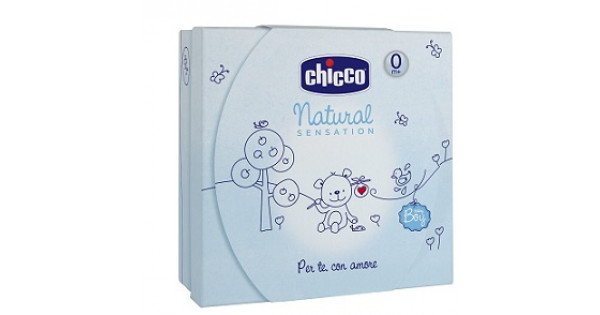 chicco
0
m+
Natural
SENSATION
Boy
Per te, con amore